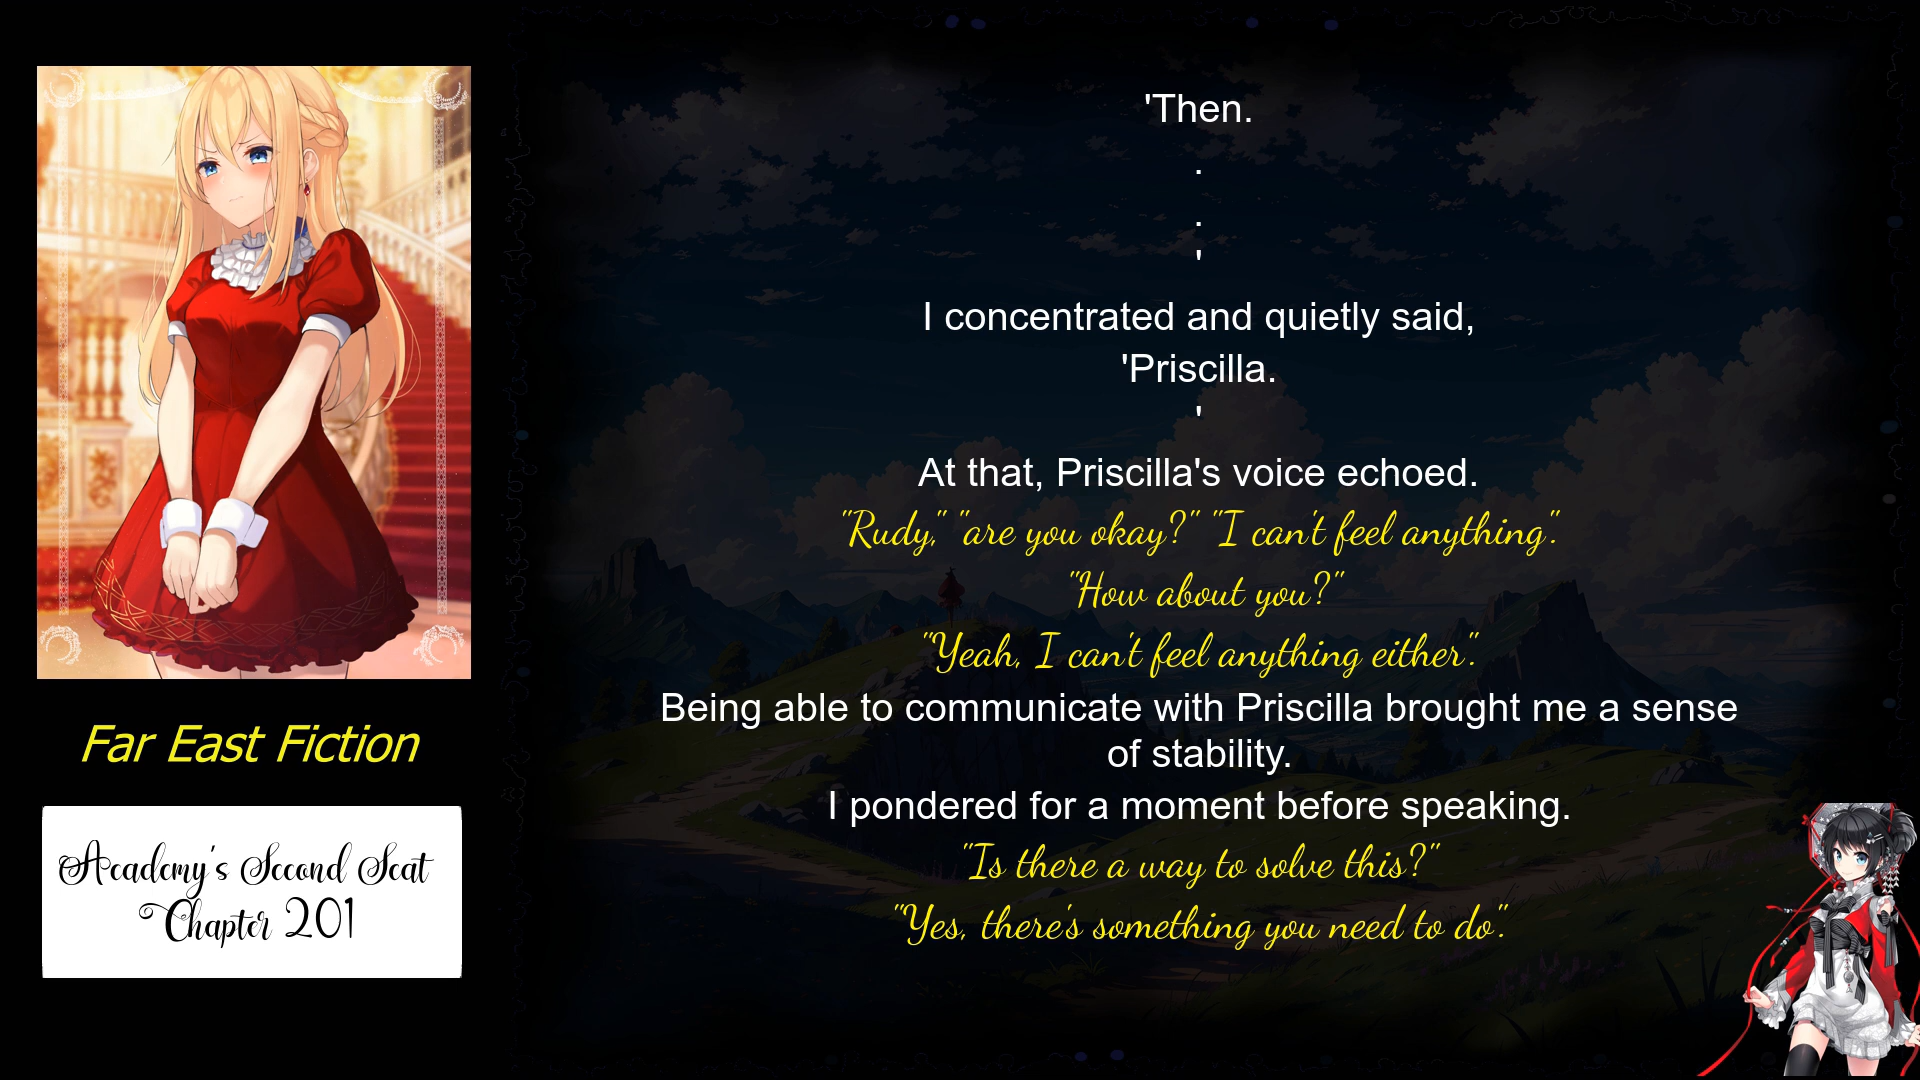 Far East Fiction
Academy's Second Seat
Chapter 201
'Then.
.
.
'
I concentrated and quietly said,
'Priscilla.
'
At that, Priscilla's voice echoed.
"Rudy," "are you okay?" "I can't feel anything".
"How about you?"
"Yeah, I can't feel anything either".
Being able to communicate with Priscilla brought me a sense
of stability.
I pondered for a moment before speaking.
"Is there a way to solve this?"
"Yes, there's something you need to do".